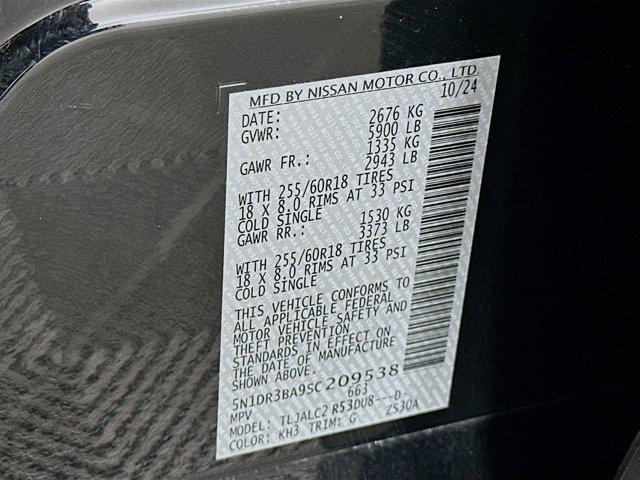 MFD BY NISSAN MOTOR CO., LTD
DATE: 10/24
GVWR: 2676 KG
5900 LB
GAWR FR.: 1335 KG
2943 LB
WITH 255/60R18 TIRES
18 X 8.0 RIMS AT 33 PSI
COLD SINGLE
GAWR RR.: 1530 KG
3373 LB
WITH 255/60R18 TIRES
18 X 8.0 RIMS AT 33 PSI
COLD SINGLE
THIS VEHICLE CONFORMS TO
ALL APPLICABLE FEDERAL
MOTOR VEHICLE SAFETY AND
THEFT PREVENTION
STANDARDS IN EFFECT ON
THE DATE OF MANUFACTURE
SHOWN ABOVE.
5N1DR3BA9SC209538
MPV 663
MODEL: TLJALC2 R53DU8---D
COLOR: KH3 TRIM: G ZS30A